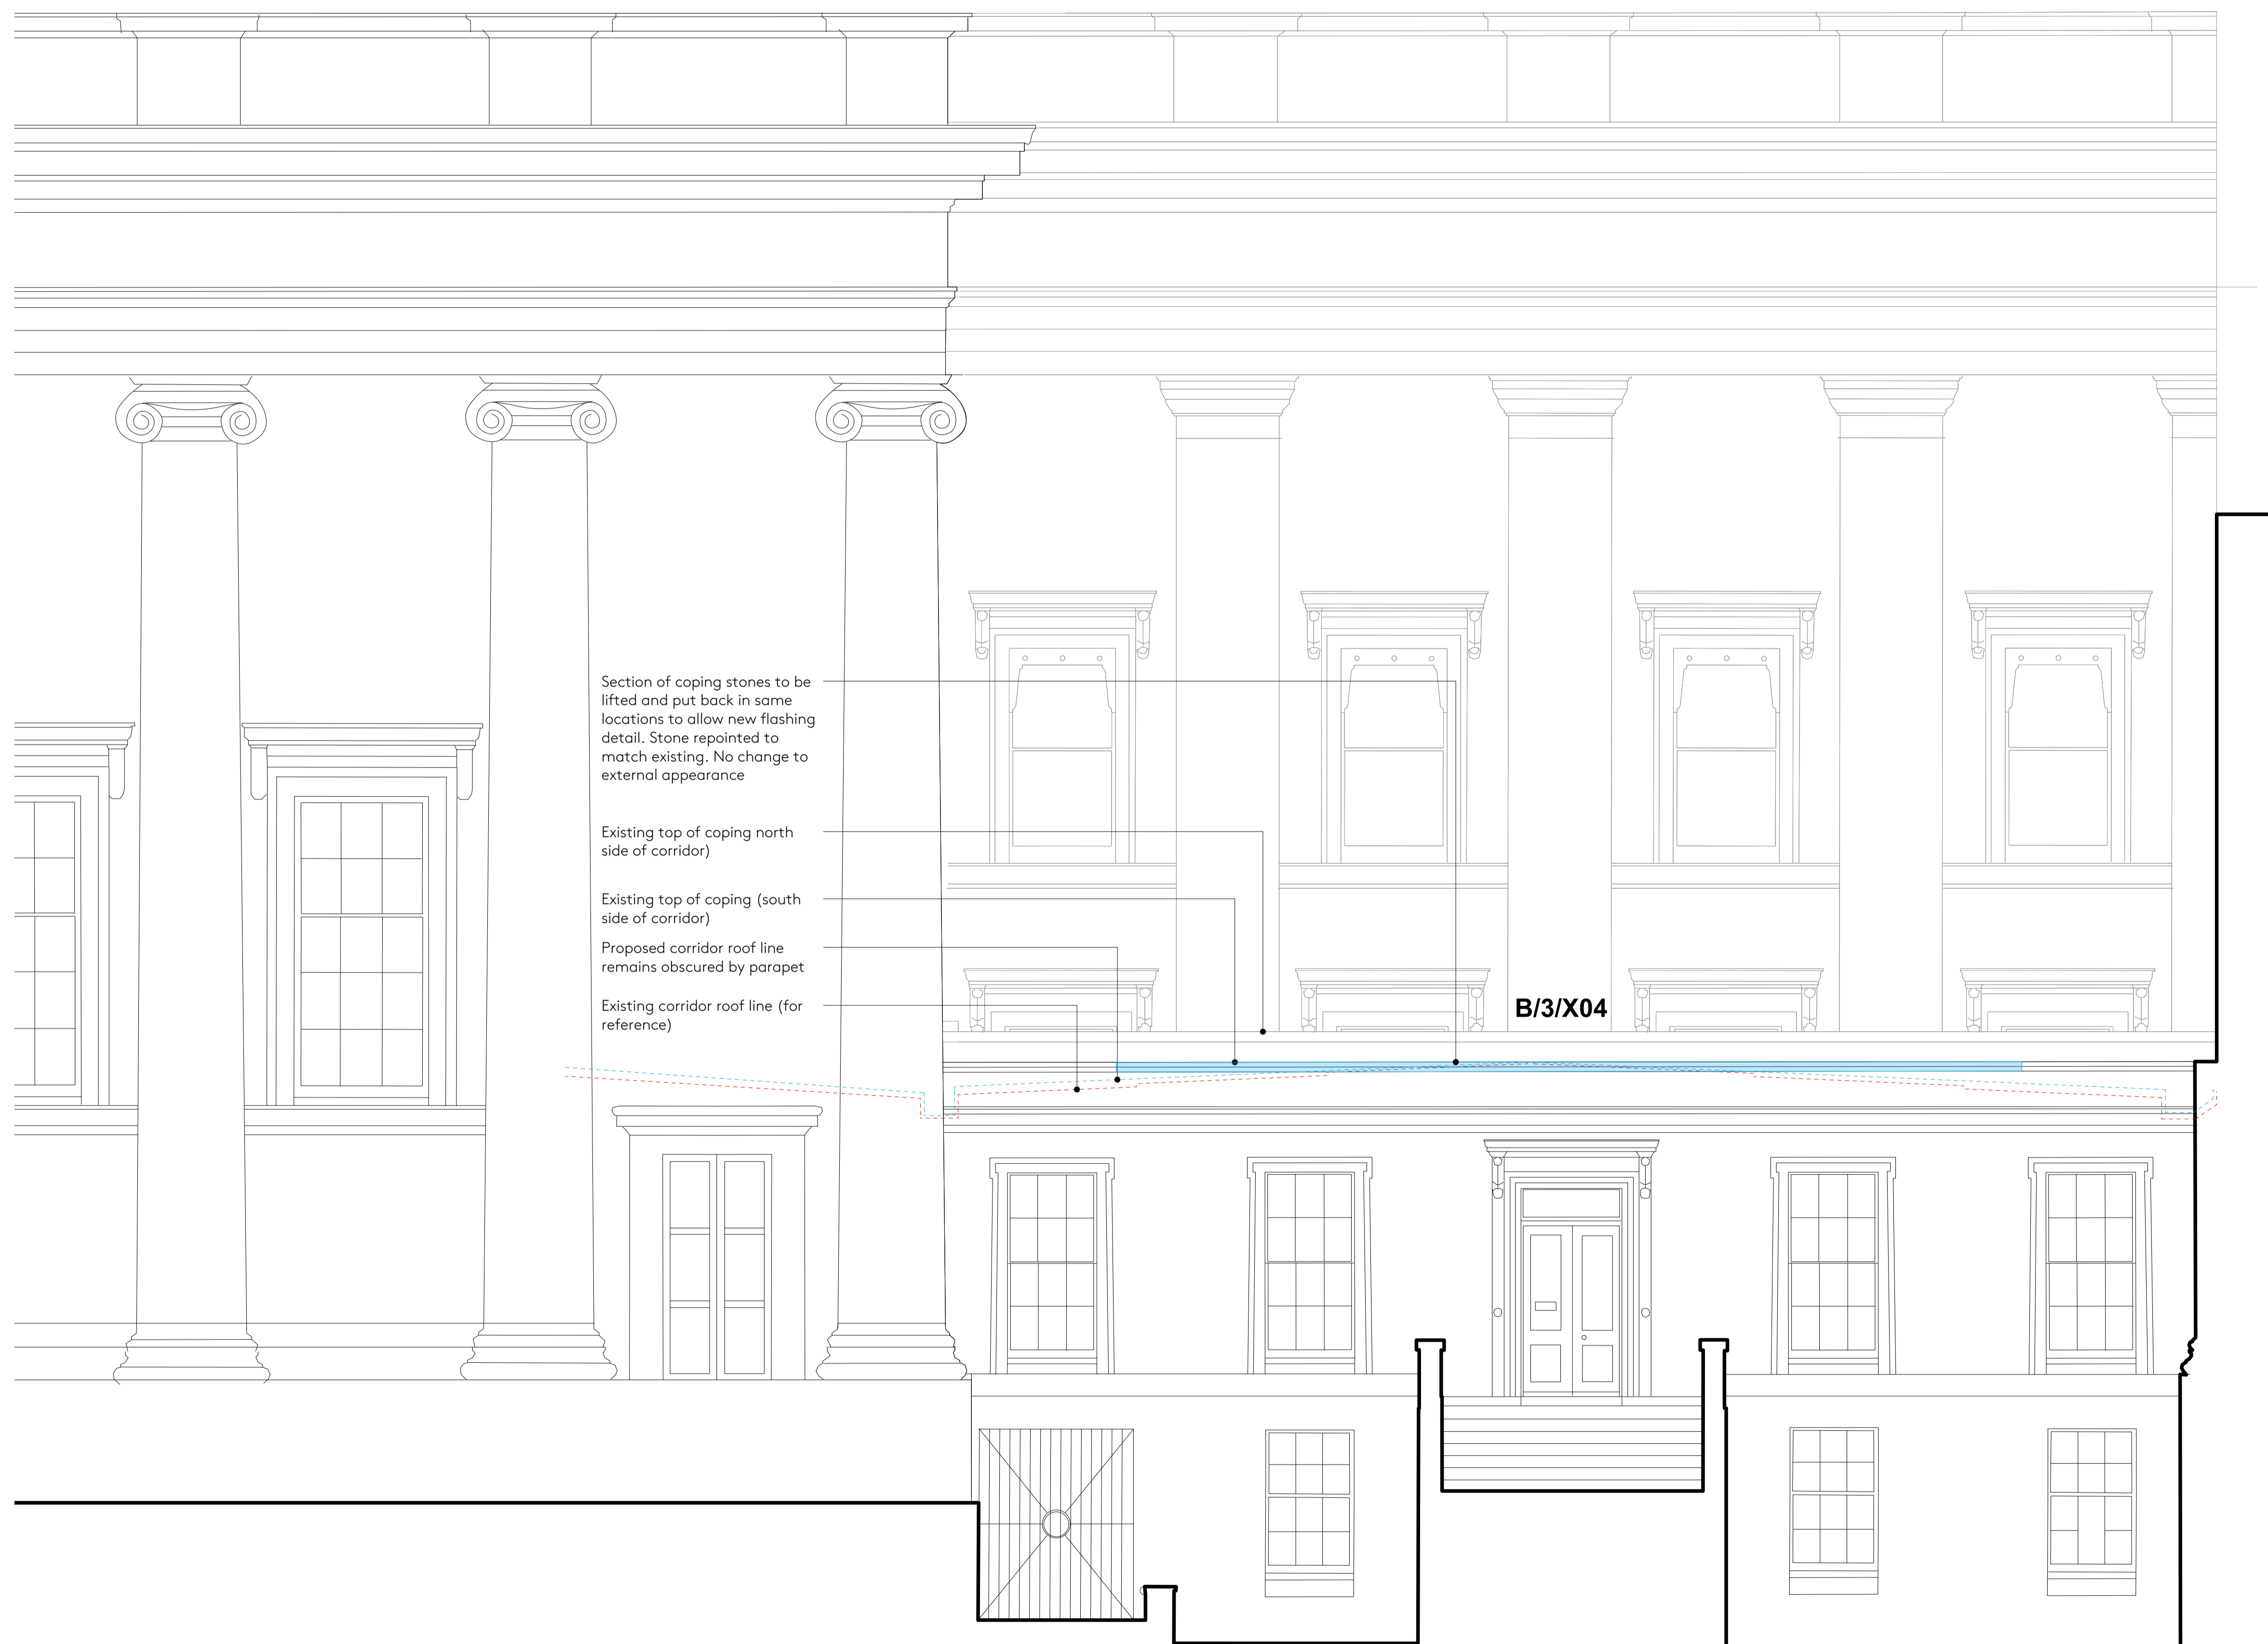 Section of coping stones to be
lifted and put back in same
locations to allow new flashing
detail. Stone repointed to
match existing. No change to
external appearance
Existing top of coping north
side of corridor)
Existing top of coping (south
side of corridor)
Proposed corridor roof line
remains obscured by parapet
Existing corridor roof line (for
reference)
B/3/X04